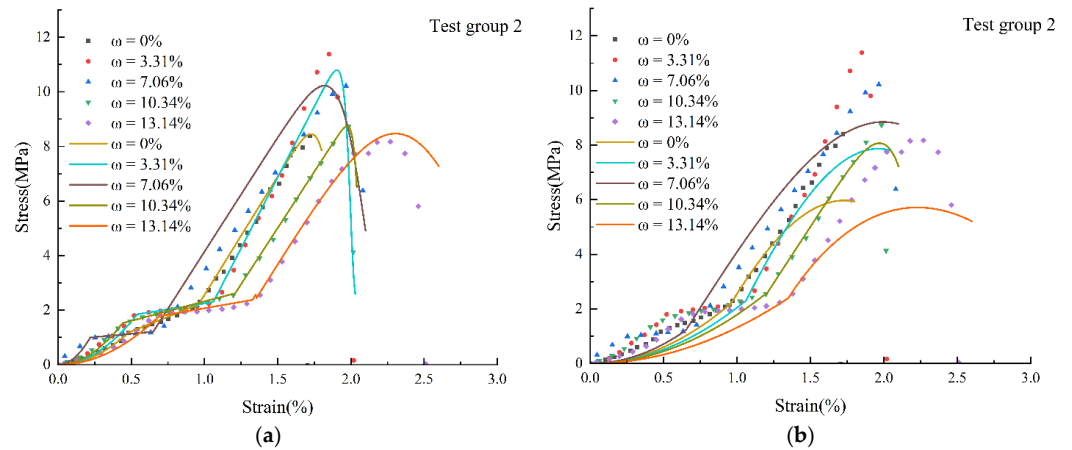 Test group 2
12
10
8
6
4
2
0
Stress(MPa)
ω = 0%
ω = 3.31%
ω = 7.06%
ω = 10.34%
ω = 13.14%
ω = 0%
ω = 3.31%
ω = 7.06%
ω = 10.34%
ω = 13.14%
0.0 0.5 1.0 1.5 2.0 2.5 3.0
Strain(%)
(a)
Test group 2
12
10
8
6
4
2
0
Stress(MPa)
ω = 0%
ω = 3.31%
ω = 7.06%
ω = 10.34%
ω = 13.14%
ω = 0%
ω = 3.31%
ω = 7.06%
ω = 10.34%
ω = 13.14%
0.0 0.5 1.0 1.5 2.0 2.5 3.0
Strain(%)
(b)